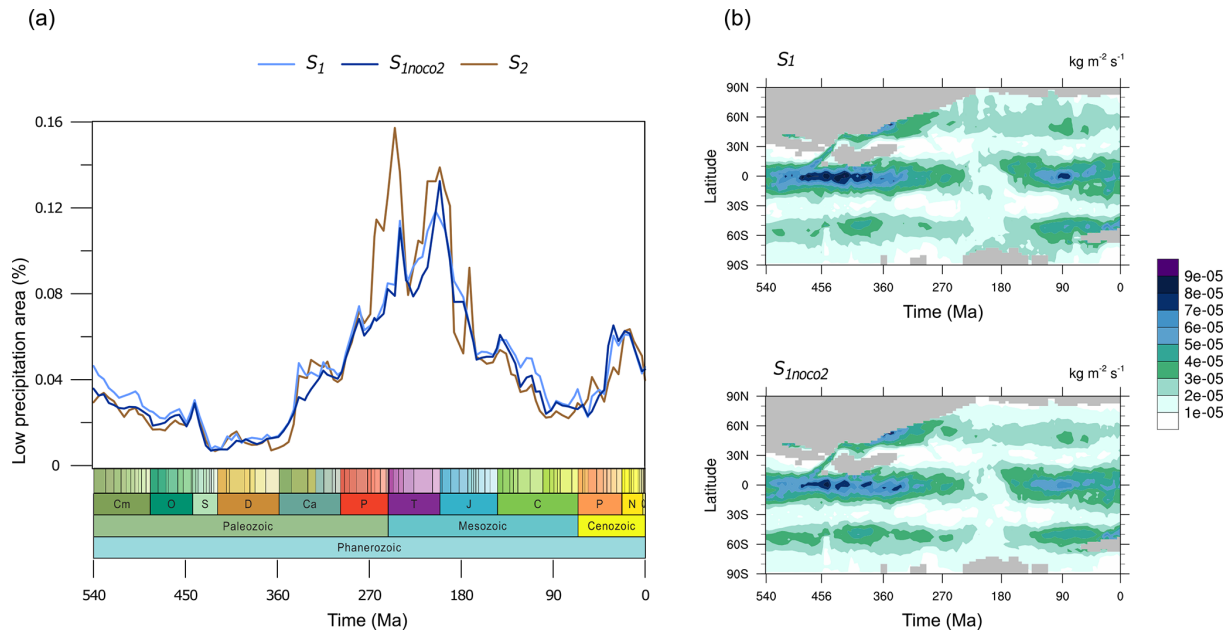 (a)
S1 S1noco2 S2
Low precipitation area (%)
0.16
0.12
0.08
0.04
0
Cm O S D Ca P T J C P N
Paleozoic Mesozoic Cenozoic
Phanerozoic
540 450 360 270 180 90 0
Time (Ma)
(b)
S1 kg m-2 s-1
Latitude
90N
60N
30N
0
30S
60S
90S
540 456 360 270 180 90 0
Time (Ma)
S1noco2 kg m-2 s-1
Latitude
90N
60N
30N
0
30S
60S
90S
540 456 360 270 180 90 0
Time (Ma)
9e-05
8e-05
7e-05
6e-05
5e-05
4e-05
3e-05
2e-05
1e-05